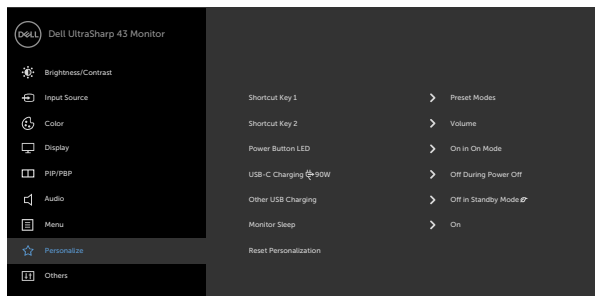 DELL
Dell UltraSharp 43 Monitor
Brightness/Contrast
Input Source
Shortcut Key 1 Preset Modes
Color
Shortcut Key 2 Volume
Display
Power Button LED On in On Mode
PIP/PBP
USB-C Charging 90W Off During Power Off
Audio
Other USB Charging Off in Standby Mode
Menu
Monitor Sleep On
Personalize
Reset Personalization
Others